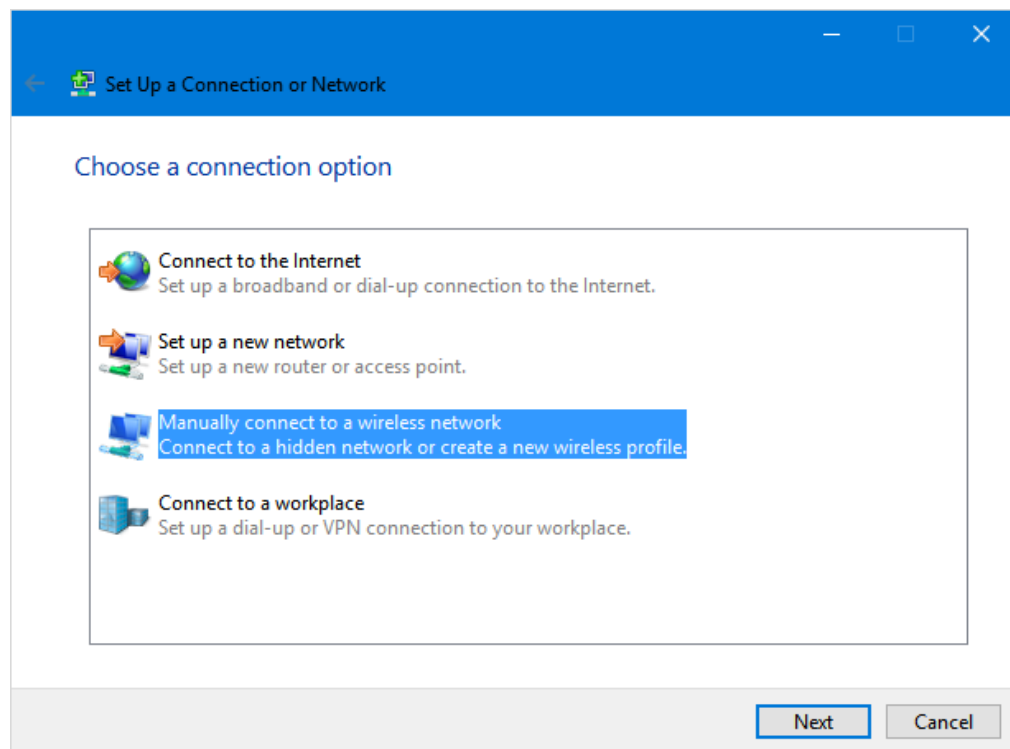 Set Up a Connection or Network
Choose a connection option
Connect to the Internet
Set up a broadband or dial-up connection to the Internet.
Set up a new network
Set up a new router or access point.
Manually connect to a wireless network
Connect to a hidden network or create a new wireless profile.
Connect to a workplace
Set up a dial-up or VPN connection to your workplace.
Next Cancel